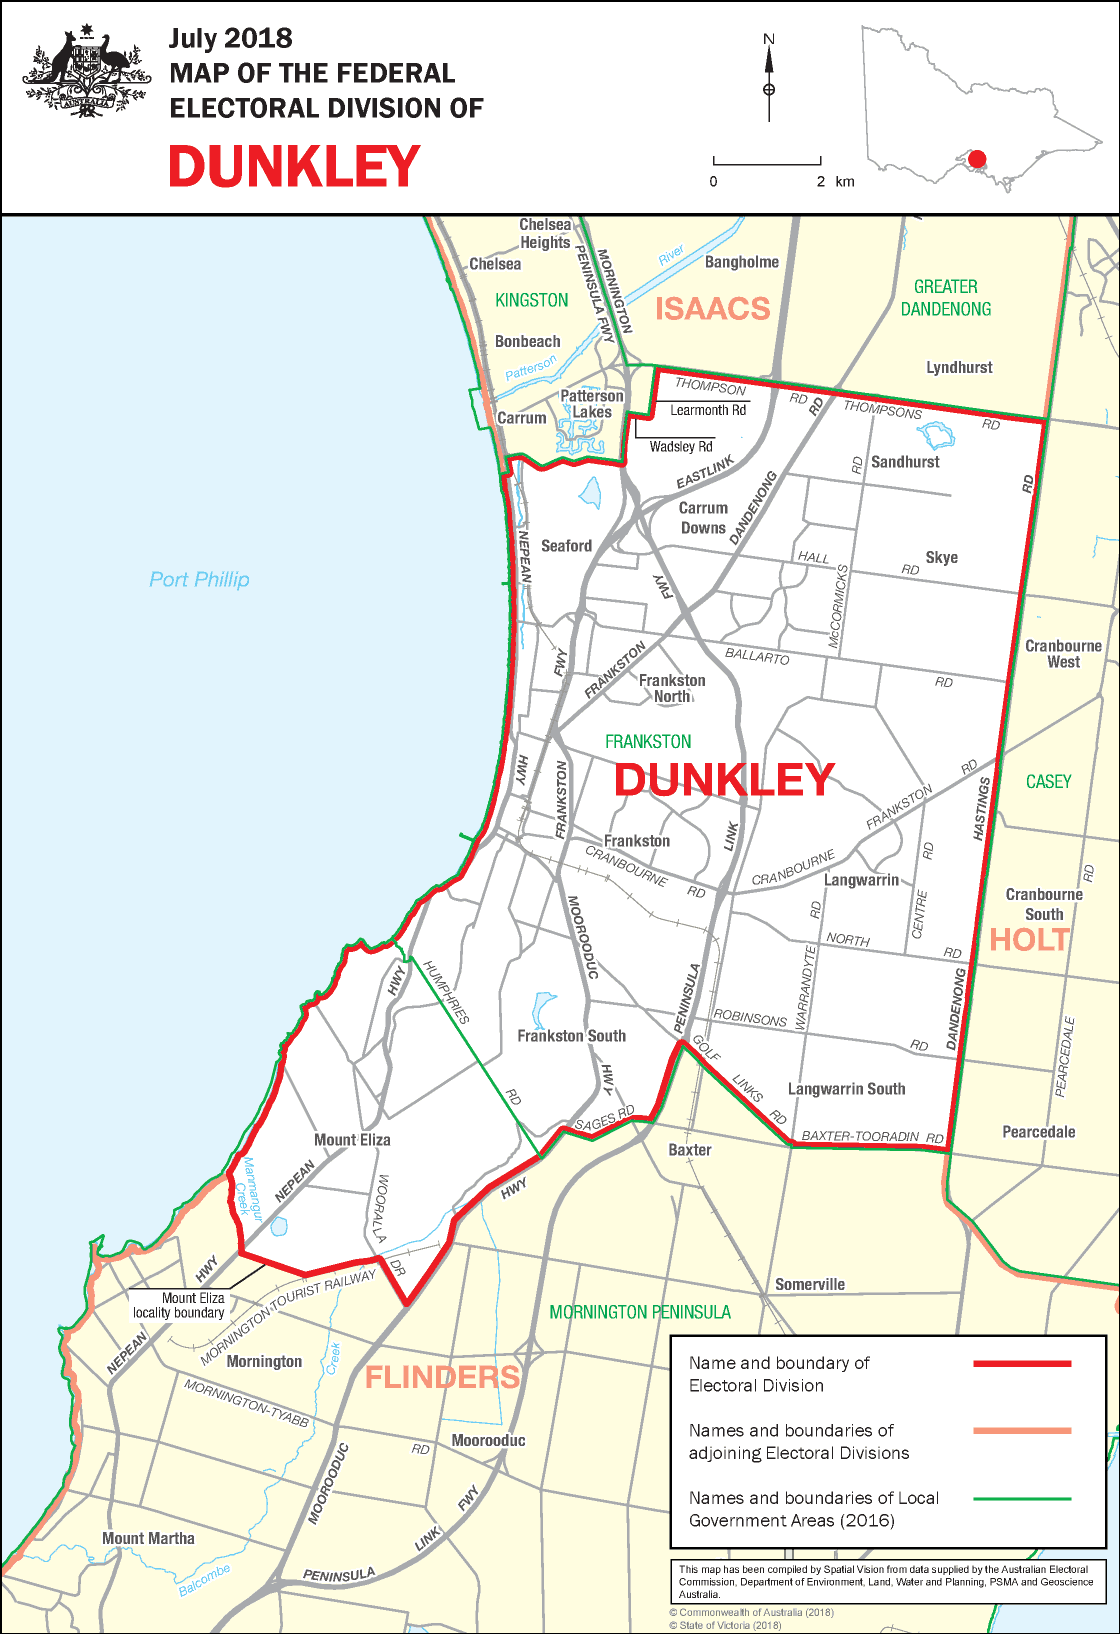 July 2018
MAP OF THE FEDERAL
ELECTORAL DIVISION OF
DUNKLEY
AUSTRALIA
N
0 2 km
Chelsea
Heights
Chelsea
KINGSTON
Bonbeach
Patterson
River
Carrum
Patterson
Lakes
MORNINGTON
PENINSULA FWY
Bangholme
ISAACS
GREATER
DANDENONG
Lyndhurst
THOMPSON RD
THOMPSONS RD
Learmonth Rd
Wadsley Rd
RD
Sandhurst
RD
RD
EASTLINK
Carrum
Downs
DANDENONG
Seaford
NEPEAN
Skye
HALL RD
McCORMICKS
FWY
Port Phillip
Cranbourne
West
BALLARTO RD
FWY
FRANKSTON
Frankston
North
FRANKSTON
DUNKLEY
HWY
FRANKSTON
CASEY
HASTINGS
FRANKSTON RD
LINK
Frankston
CRANBOURNE RD
CRANBOURNE
Langwarrin
RD
CENTRE
RD
RD
Cranbourne
South
HOLT
MOOROODUC
NORTH RD
WARRANDYTE
HWY
HUMPHRIES
RD
PENINSULA
ROBINSONS RD
DANDENONG
PEARCEDALE
Frankston South
HWY
GOLF
LINKS
RD
Langwarrin South
SAGES RD
BAXTER-TOORADIN RD
Baxter
Pearcedale
Mount Eliza
Manmangur
Creek
NEPEAN
WOORALLA
DR
HWY
HWY
Mount Eliza
locality boundary
MORNINGTON TOURIST RAILWAY
Somerville
MORNINGTON PENINSULA
NEPEAN
Mornington
Creek
FLINDERS
MORNINGTON-TYABB RD
Moorooduc
MOOROODUC
FWY
LINK
PENINSULA
Mount Martha
Balcombe
Name and boundary of
Electoral Division
Names and boundaries of
adjoining Electoral Divisions
Names and boundaries of Local
Government Areas (2016)
This map has been compiled by Spatial Vision from data supplied by the Australian Electoral
Commission, Department of Environment, Land, Water and Planning, PSMA and Geoscience
Australia.
© Commonwealth of Australia (2018)
© State of Victoria (2018)